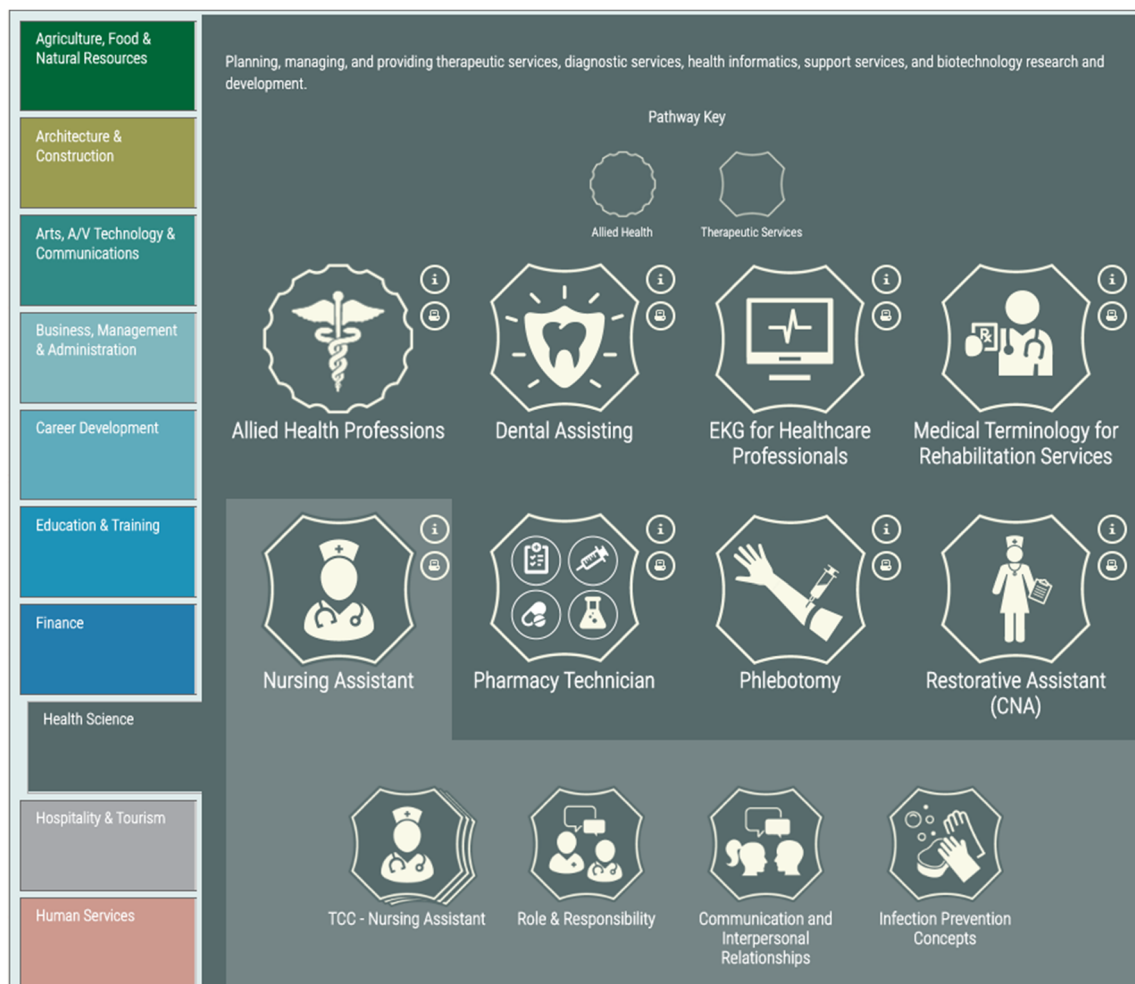 Agriculture, Food &
Natural Resources
Architecture &
Construction
Arts, A/V Technology &
Communications
Business, Management
& Administration
Career Development
Education & Training
Finance
Health Science
Hospitality & Tourism
Human Services
Planning, managing, and providing therapeutic services, diagnostic services, health informatics, support services, and biotechnology research and
development.
Pathway Key
Allied Health
Therapeutic Services
i
i
i
i
Rx
Allied Health Professions
Dental Assisting
EKG for Healthcare
Professionals
Medical Terminology for
Rehabilitation Services
i
i
i
i
Nursing Assistant
Pharmacy Technician
Phlebotomy
Restorative Assistant
(CNA)
TCC - Nursing Assistant
Role & Responsibility
Communication and
Interpersonal
Relationships
Infection Prevention
Concepts